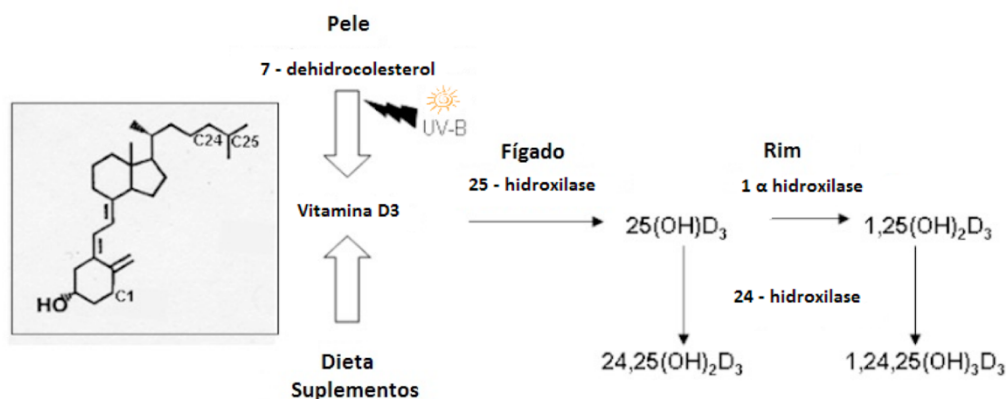 Pele
7 - dehidrocolesterol
UV-B
C24
C25
HO
C1
Vitamina D3
Dieta
Suplementos
Fígado
25 - hidroxilase
25(OH)D₃
Rim
1 α hidroxilase
1,25(OH)₂D₃
24 - hidroxilase
24,25(OH)₂D₃
1,24,25(OH)₃D₃